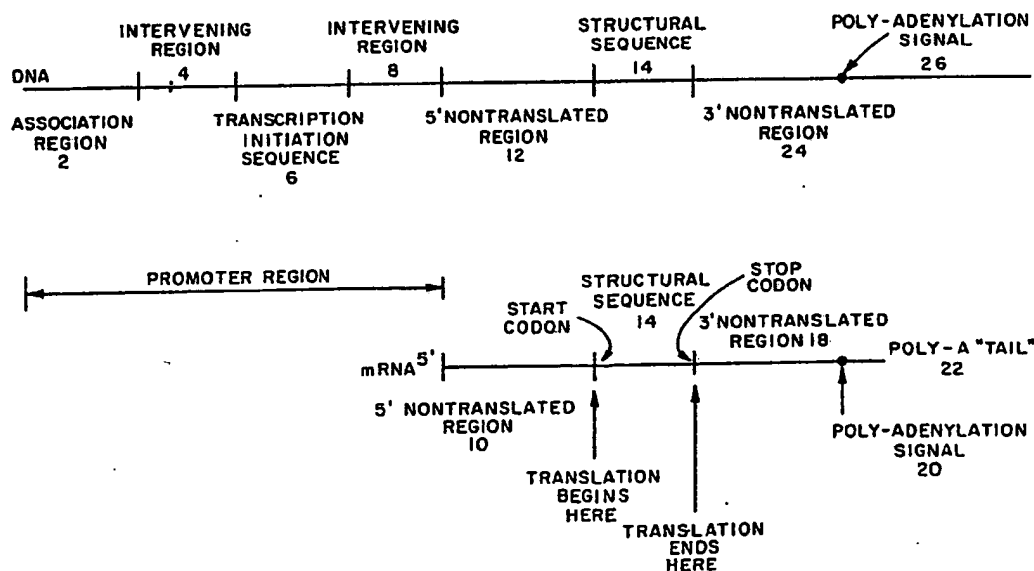 INTERVENING
REGION
4
INTERVENING
REGION
8
STRUCTURAL
SEQUENCE
14
POLY-ADENYLATION
SIGNAL
26
DNA
ASSOCIATION
REGION
2
TRANSCRIPTION
INITIATION
SEQUENCE
6
5' NONTRANSLATED
REGION
12
3' NONTRANSLATED
REGION
24
PROMOTER REGION
START
CODON
STRUCTURAL
SEQUENCE
14
STOP
CODON
3' NONTRANSLATED
REGION 18
POLY-A "TAIL"
22
mRNA 5'
5' NONTRANSLATED
REGION
10
TRANSLATION
BEGINS
HERE
TRANSLATION
ENDS
HERE
POLY-ADENYLATION
SIGNAL
20